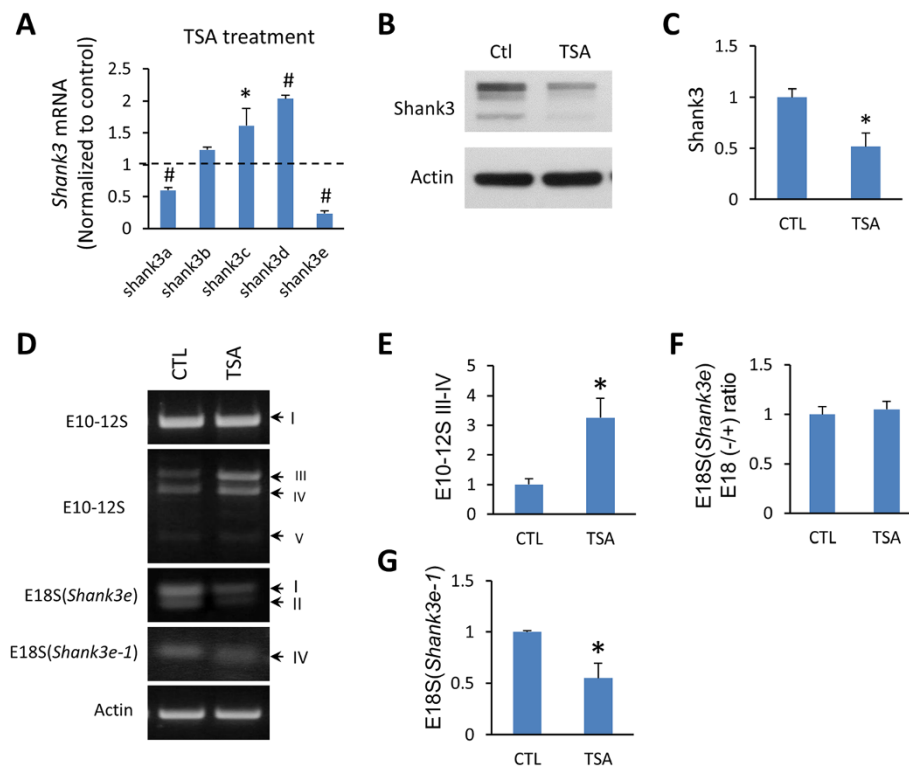 A
TSA treatment
Shank3 mRNA
(Normalized to control)
2.5
2
1.5
1
0.5
0
#
*
#
#
shank3a
shank3b
shank3c
shank3d
shank3e
B
Ctl
TSA
Shank3
Actin
C
Shank3
1.5
1
0.5
0
*
CTL
TSA
D
CTL
TSA
E10-12S
I
E10-12S
III
IV
V
E18S(Shank3e)
I
II
E18S(Shank3e-1)
IV
Actin
E
E10-12S III-IV
5
4
3
2
1
0
*
CTL
TSA
F
E18S(Shank3e)
E18 (-/+) ratio
1.5
1
0.5
0
CTL
TSA
G
E18S(Shank3e-1)
1
0.5
0
*
CTL
TSA